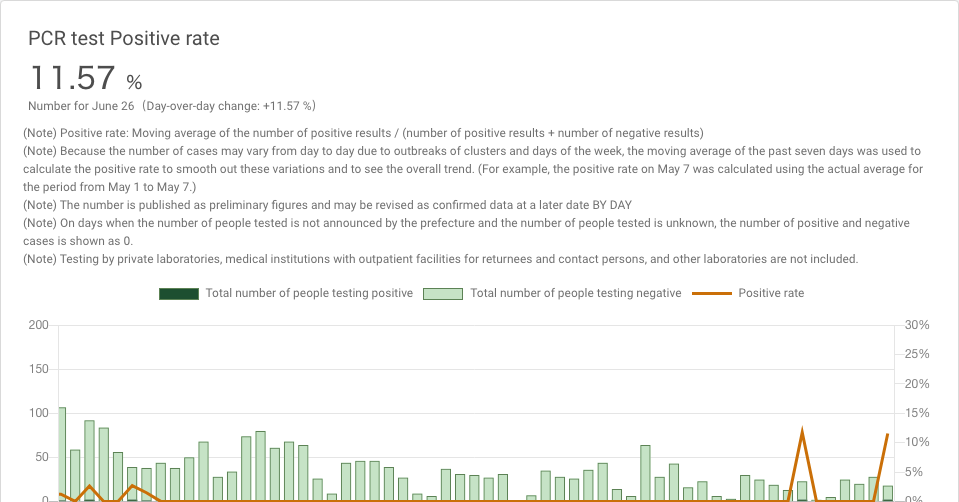 PCR test Positive rate
11.57 %
Number for June 26 (Day-over-day change: +11.57 %)
(Note) Positive rate: Moving average of the number of positive results / (number of positive results + number of negative results)
(Note) Because the number of cases may vary from day to day due to outbreaks of clusters and days of the week, the moving average of the past seven days was used to
calculate the positive rate to smooth out these variations and to see the overall trend. (For example, the positive rate on May 7 was calculated using the actual average for
the period from May 1 to May 7.)
(Note) The number is published as preliminary figures and may be revised as confirmed data at a later date BY DAY
(Note) On days when the number of people tested is not announced by the prefecture and the number of people tested is unknown, the number of positive and negative
cases is shown as 0.
(Note) Testing by private laboratories, medical institutions with outpatient facilities for returnees and contact persons, and other laboratories are not included.
Total number of people testing positive Total number of people testing negative Positive rate
200 30%
25%
150
20%
100 15%
10%
50
5%
0 0%